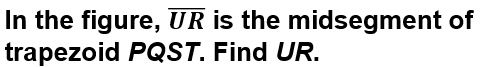 In the figure, UR is the midsegment of
trapezoid PQST. Find UR.